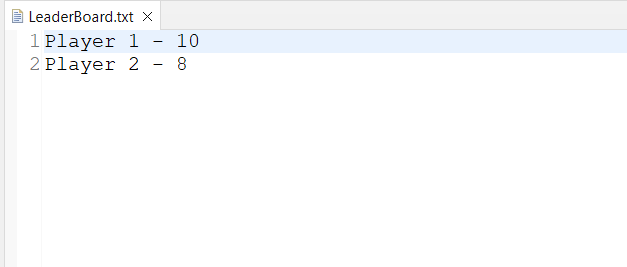 LeaderBoard.txt
1 Player 1 - 10
2 Player 2 - 8